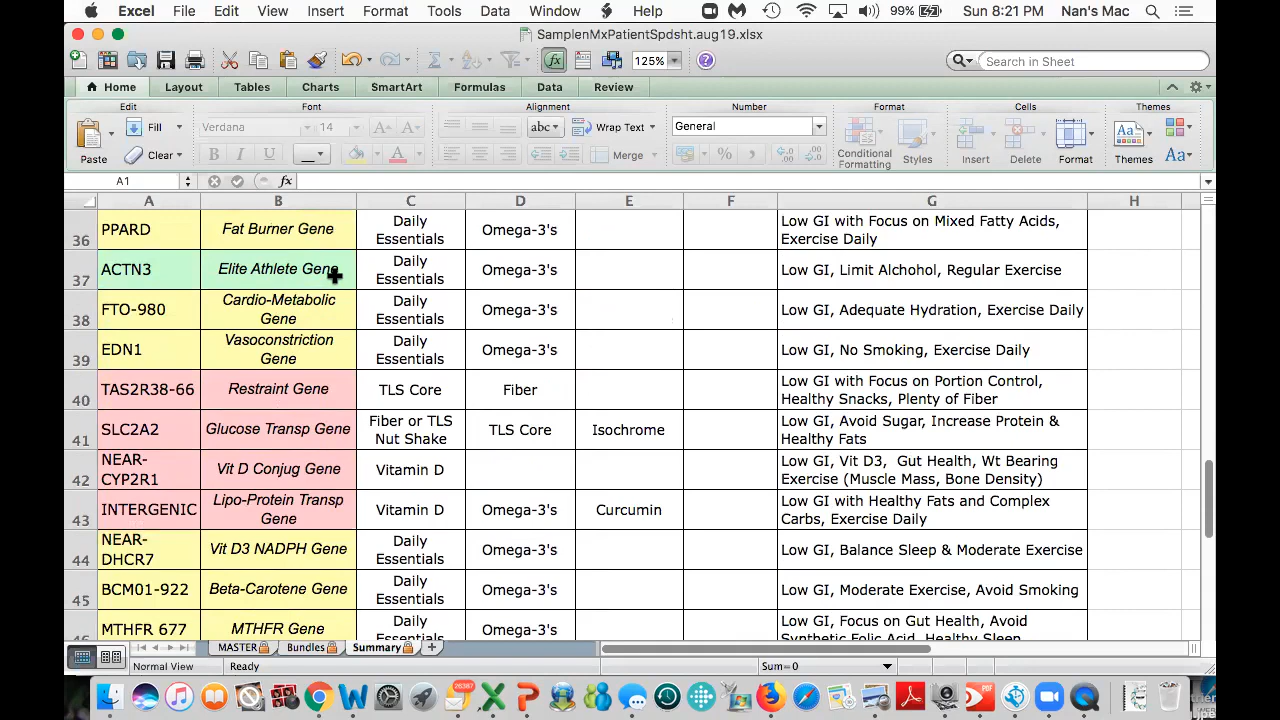 Excel File Edit View Insert Format Tools Data Window Help 99% Sun 8:21 PM Nan's Mac
SamplenMxPatientSpdsht.aug19.xlsx
125% Search in Sheet
Home Layout Tables Charts SmartArt Formulas Data Review
Edit Font Alignment Number Format Cells Themes
Fill Verdana 14 abc Wrap Text General
Paste Clear B I U A Merge % Conditional Formatting Styles Insert Delete Format Themes Aa
A1 fx
A B C D E F G H
36 PPARD Fat Burner Gene Daily Essentials Omega-3's Low GI with Focus on Mixed Fatty Acids, Exercise Daily
37 ACTN3 Elite Athlete Gene Daily Essentials Omega-3's Low GI, Limit Alchohol, Regular Exercise
38 FTO-980 Cardio-Metabolic Gene Daily Essentials Omega-3's Low GI, Adequate Hydration, Exercise Daily
39 EDN1 Vasoconstriction Gene Daily Essentials Omega-3's Low GI, No Smoking, Exercise Daily
40 TAS2R38-66 Restraint Gene TLS Core Fiber Low GI with Focus on Portion Control, Healthy Snacks, Plenty of Fiber
41 SLC2A2 Glucose Transp Gene Fiber or TLS Nut Shake TLS Core Isochrome Low GI, Avoid Sugar, Increase Protein & Healthy Fats
42 NEAR-CYP2R1 Vit D Conjug Gene Vitamin D Low GI, Vit D3, Gut Health, Wt Bearing Exercise (Muscle Mass, Bone Density)
43 INTERGENIC Lipo-Protein Transp Gene Vitamin D Omega-3's Curcumin Low GI with Healthy Fats and Complex Carbs, Exercise Daily
44 NEAR-DHCR7 Vit D3 NADPH Gene Daily Essentials Omega-3's Low GI, Balance Sleep & Moderate Exercise
45 BCM01-922 Beta-Carotene Gene Daily Essentials Omega-3's Low GI, Moderate Exercise, Avoid Smoking
46 MTHFR 677 MTHFR Gene Daily Essentials Omega-3's Low GI, Focus on Gut Health, Avoid Synthetic Folic Acid, Healthy Sleep
MASTER Bundles Summary
Normal View Ready Sum=0
26387